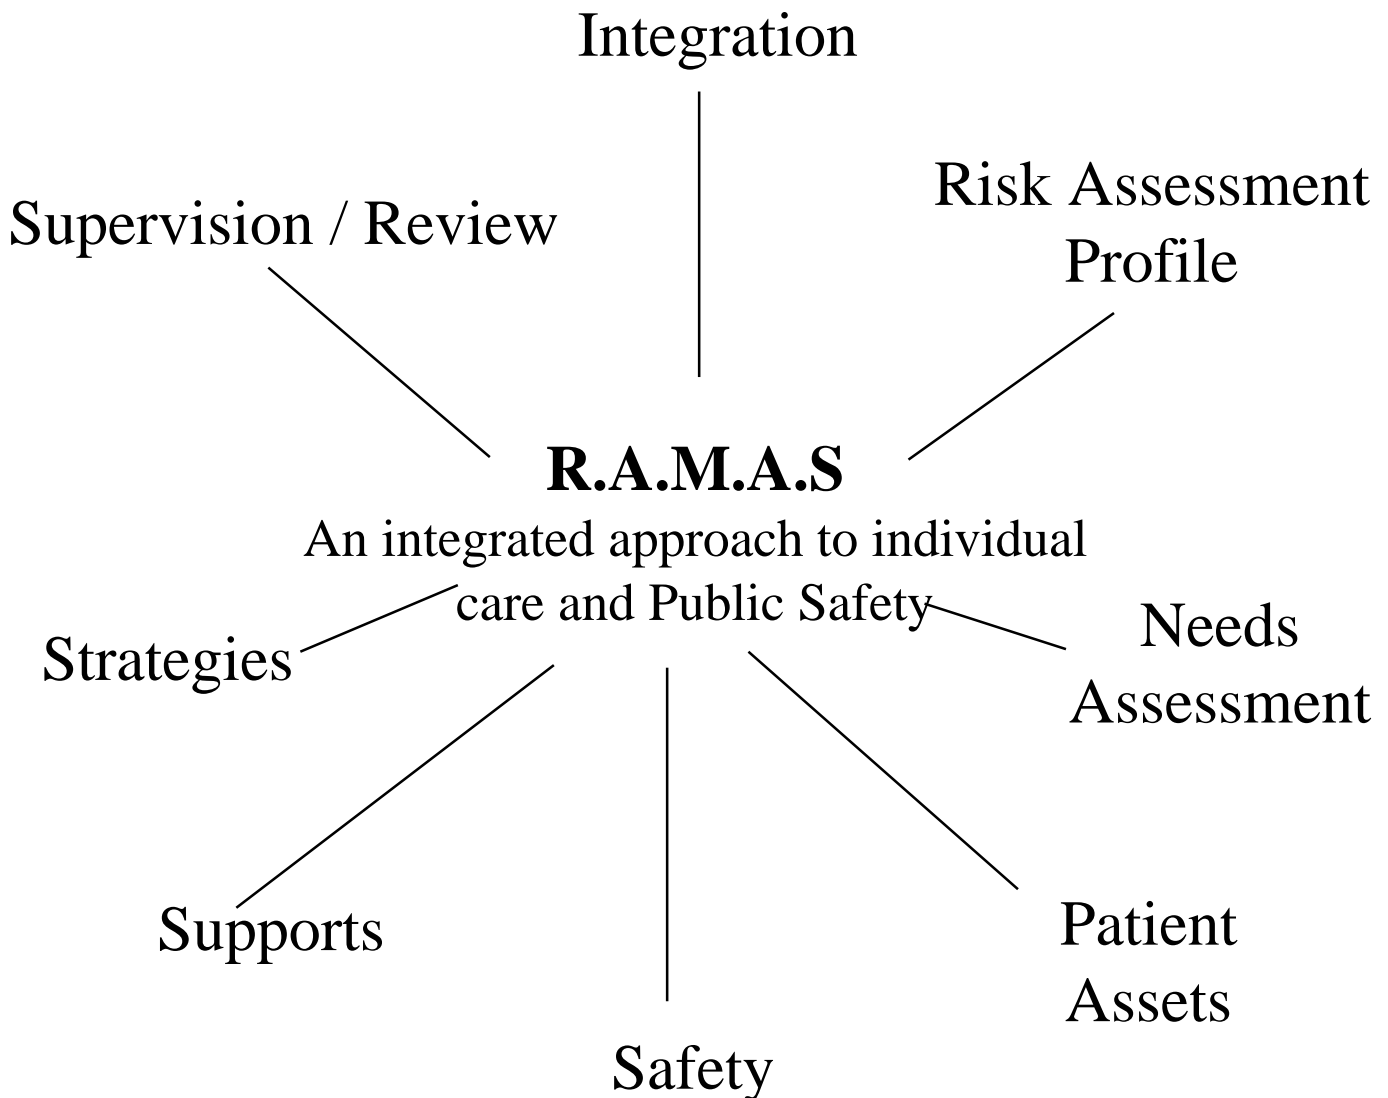 Integration
Risk Assessment
Profile
Supervision / Review
R.A.M.A.S
An integrated approach to individual
care and Public Safety
Needs
Assessment
Strategies
Supports
Patient
Assets
Safety